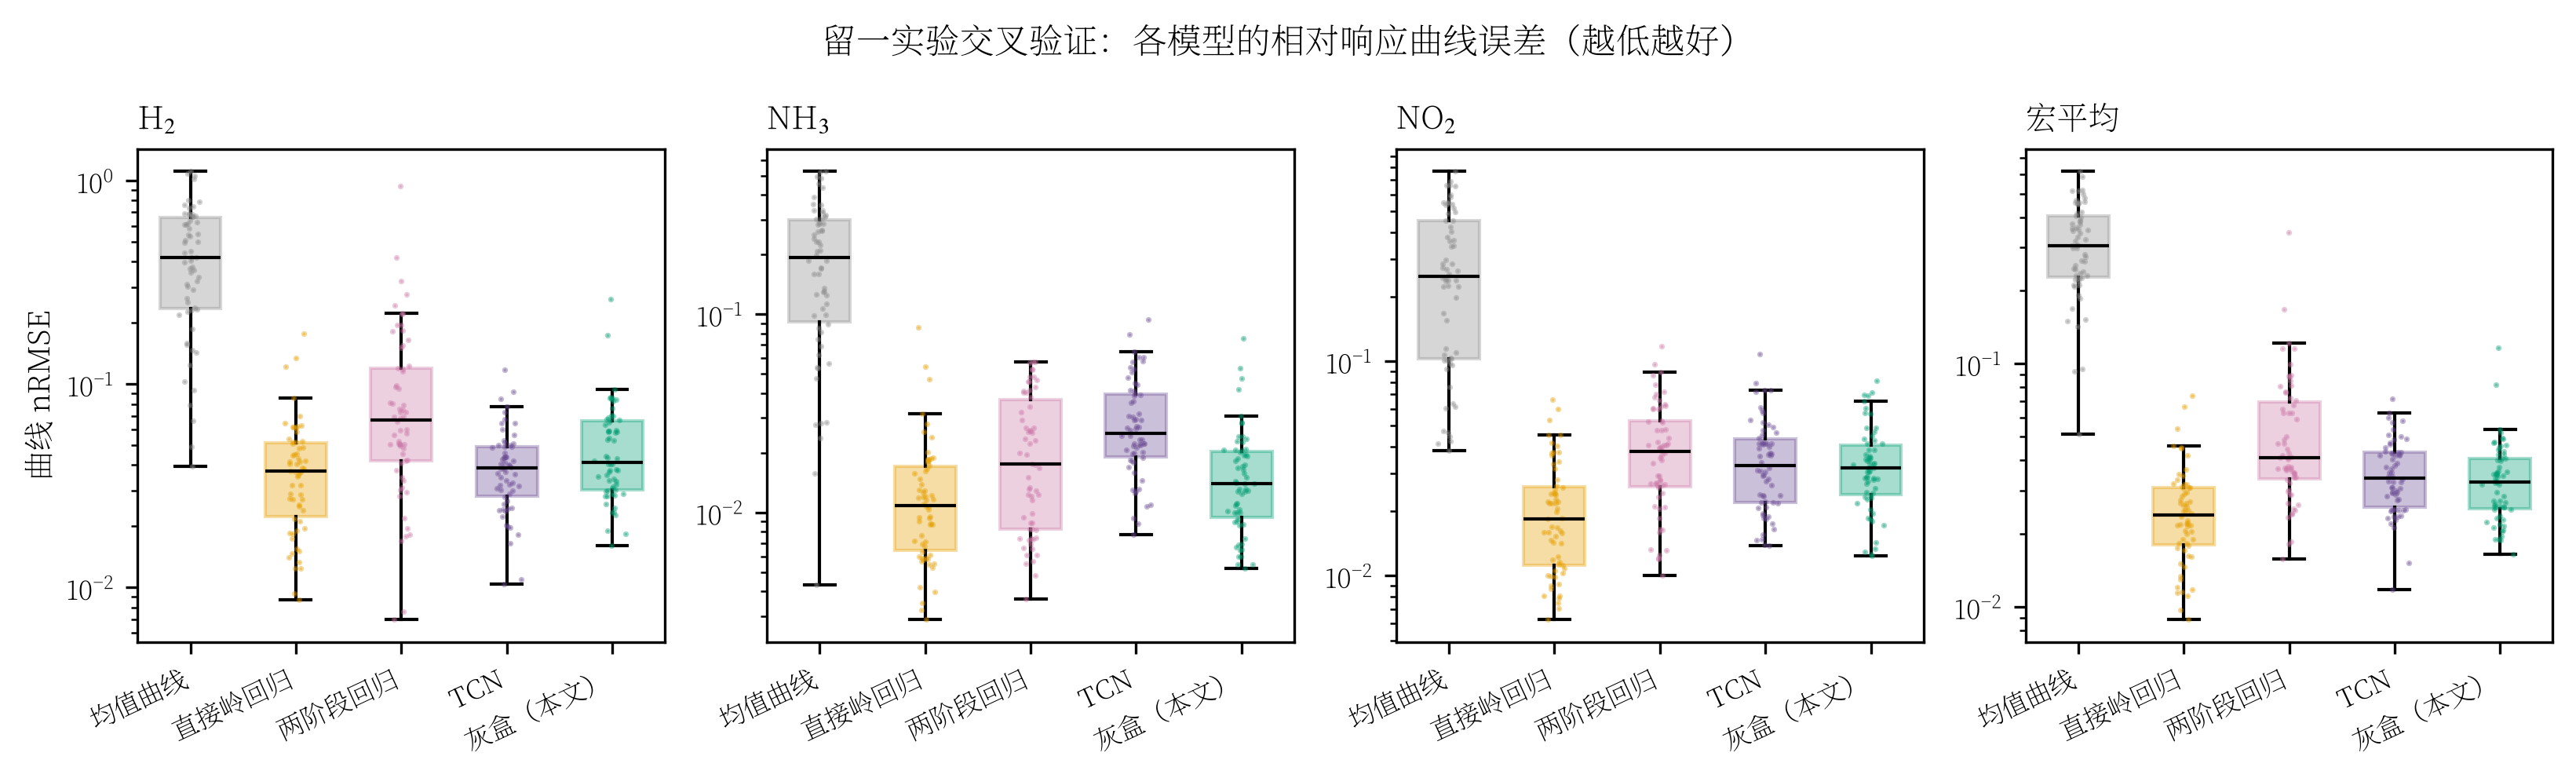 留一实验交叉验证：各模型的相对响应曲线误差（越低越好）
H₂
NH₃
NO₂
宏平均
曲线 nRMSE
10⁰
10⁻¹
10⁻²
10⁻¹
10⁻²
10⁻¹
10⁻²
10⁻¹
10⁻²
均值曲线
直接岭回归
两阶段回归
TCN
灰盒（本文）
均值曲线
直接岭回归
两阶段回归
TCN
灰盒（本文）
均值曲线
直接岭回归
两阶段回归
TCN
灰盒（本文）
均值曲线
直接岭回归
两阶段回归
TCN
灰盒（本文）